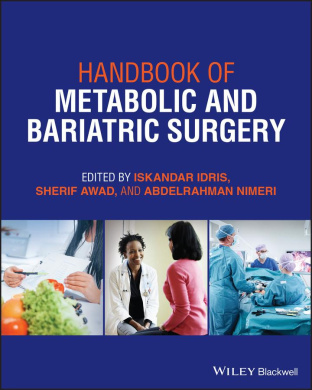 HANDBOOK OF
METABOLIC AND
BARIATRIC SURGERY
EDITED BY ISKANDAR IDRIS,
SHERIF AWAD, AND ABDELRAHMAN NIMERI
WILEY Blackwell